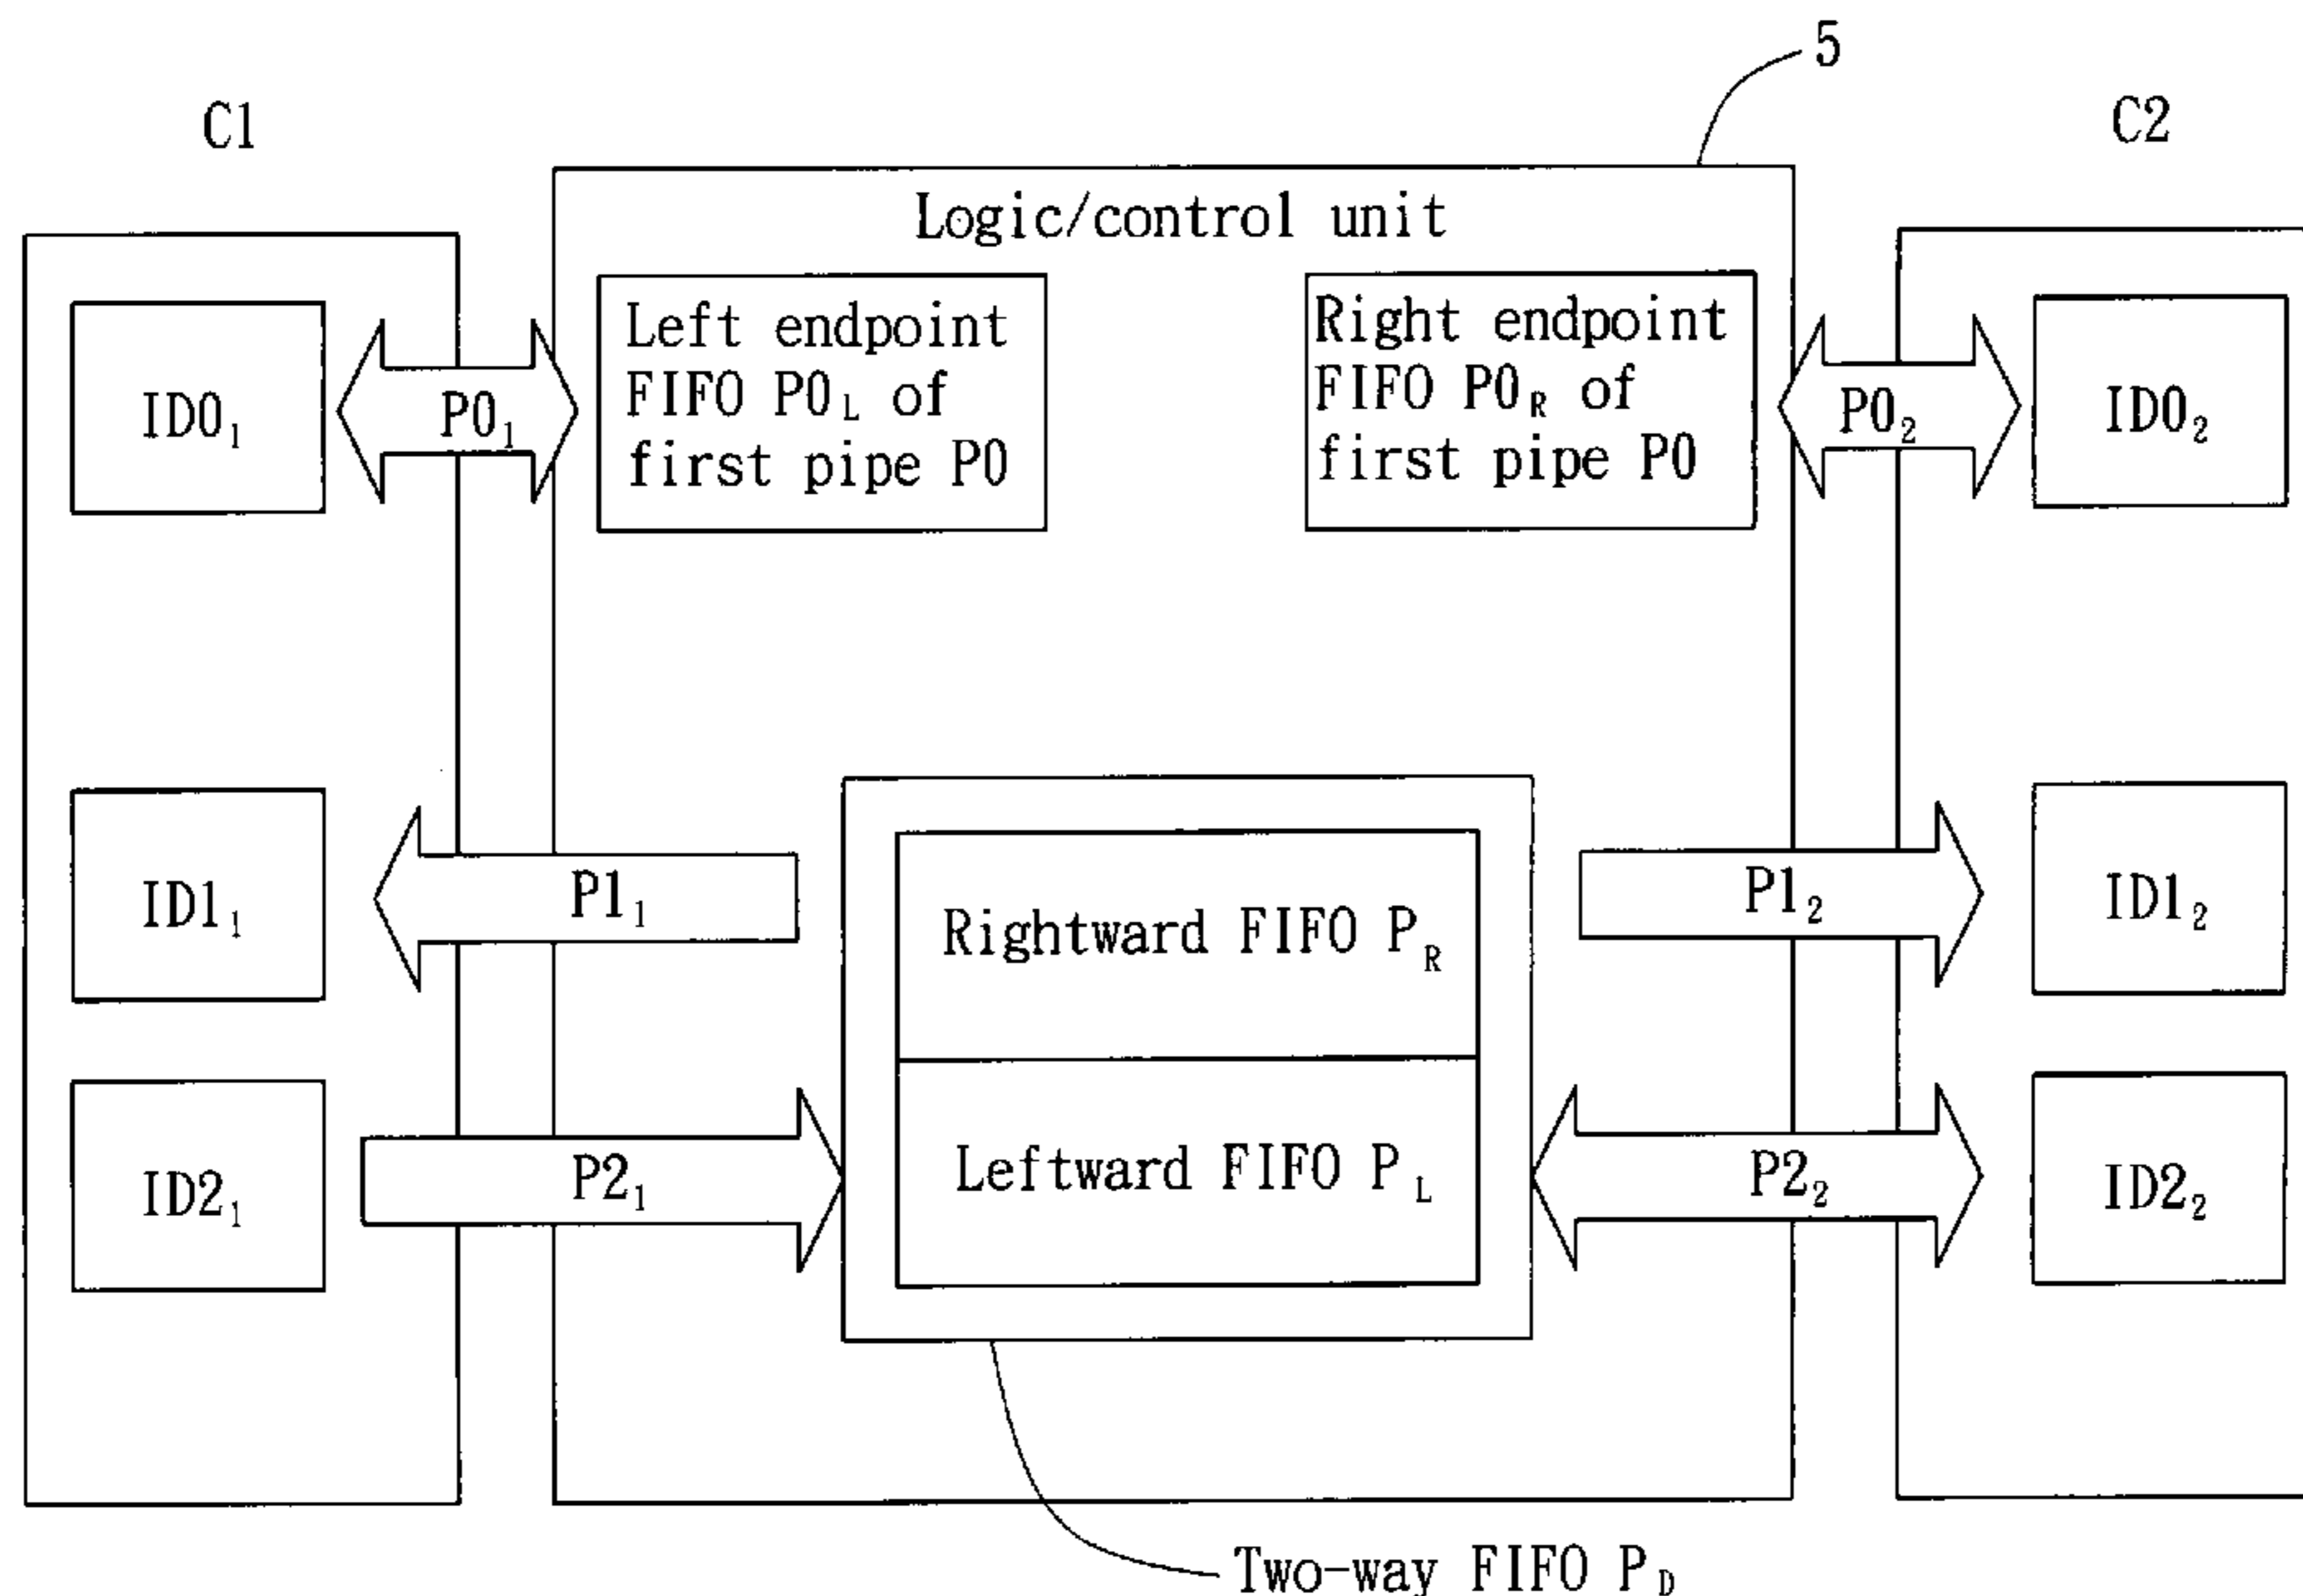 5
C1
C2
Logic/control unit
Left endpoint
FIFO P0L of
first pipe P0
Right endpoint
FIFO P0R of
first pipe P0
ID0₁
P0₁
P0₂
ID0₂
ID1₁
P1₁
Rightward FIFO PR
P1₂
ID1₂
ID2₁
P2₁
Leftward FIFO PL
P2₂
ID2₂
Two-way FIFO PD